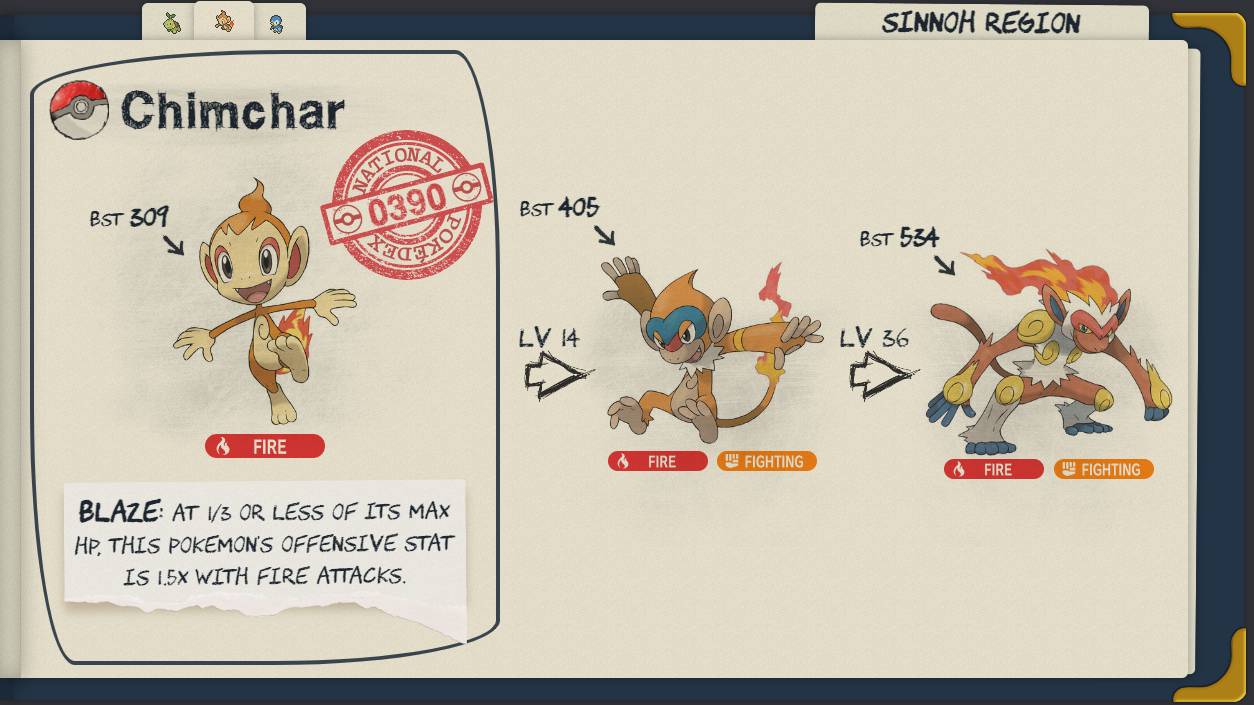 SINNOH REGION
Chimchar
NATIONAL
0390
POKÉDEX
BST 309
FIRE
BLAZE: AT 1/3 OR LESS OF ITS MAX
HP, THIS POKEMON'S OFFENSIVE STAT
IS 1.5X WITH FIRE ATTACKS.
BST 405
LV 14
FIRE
FIGHTING
BST 534
LV 36
FIRE
FIGHTING